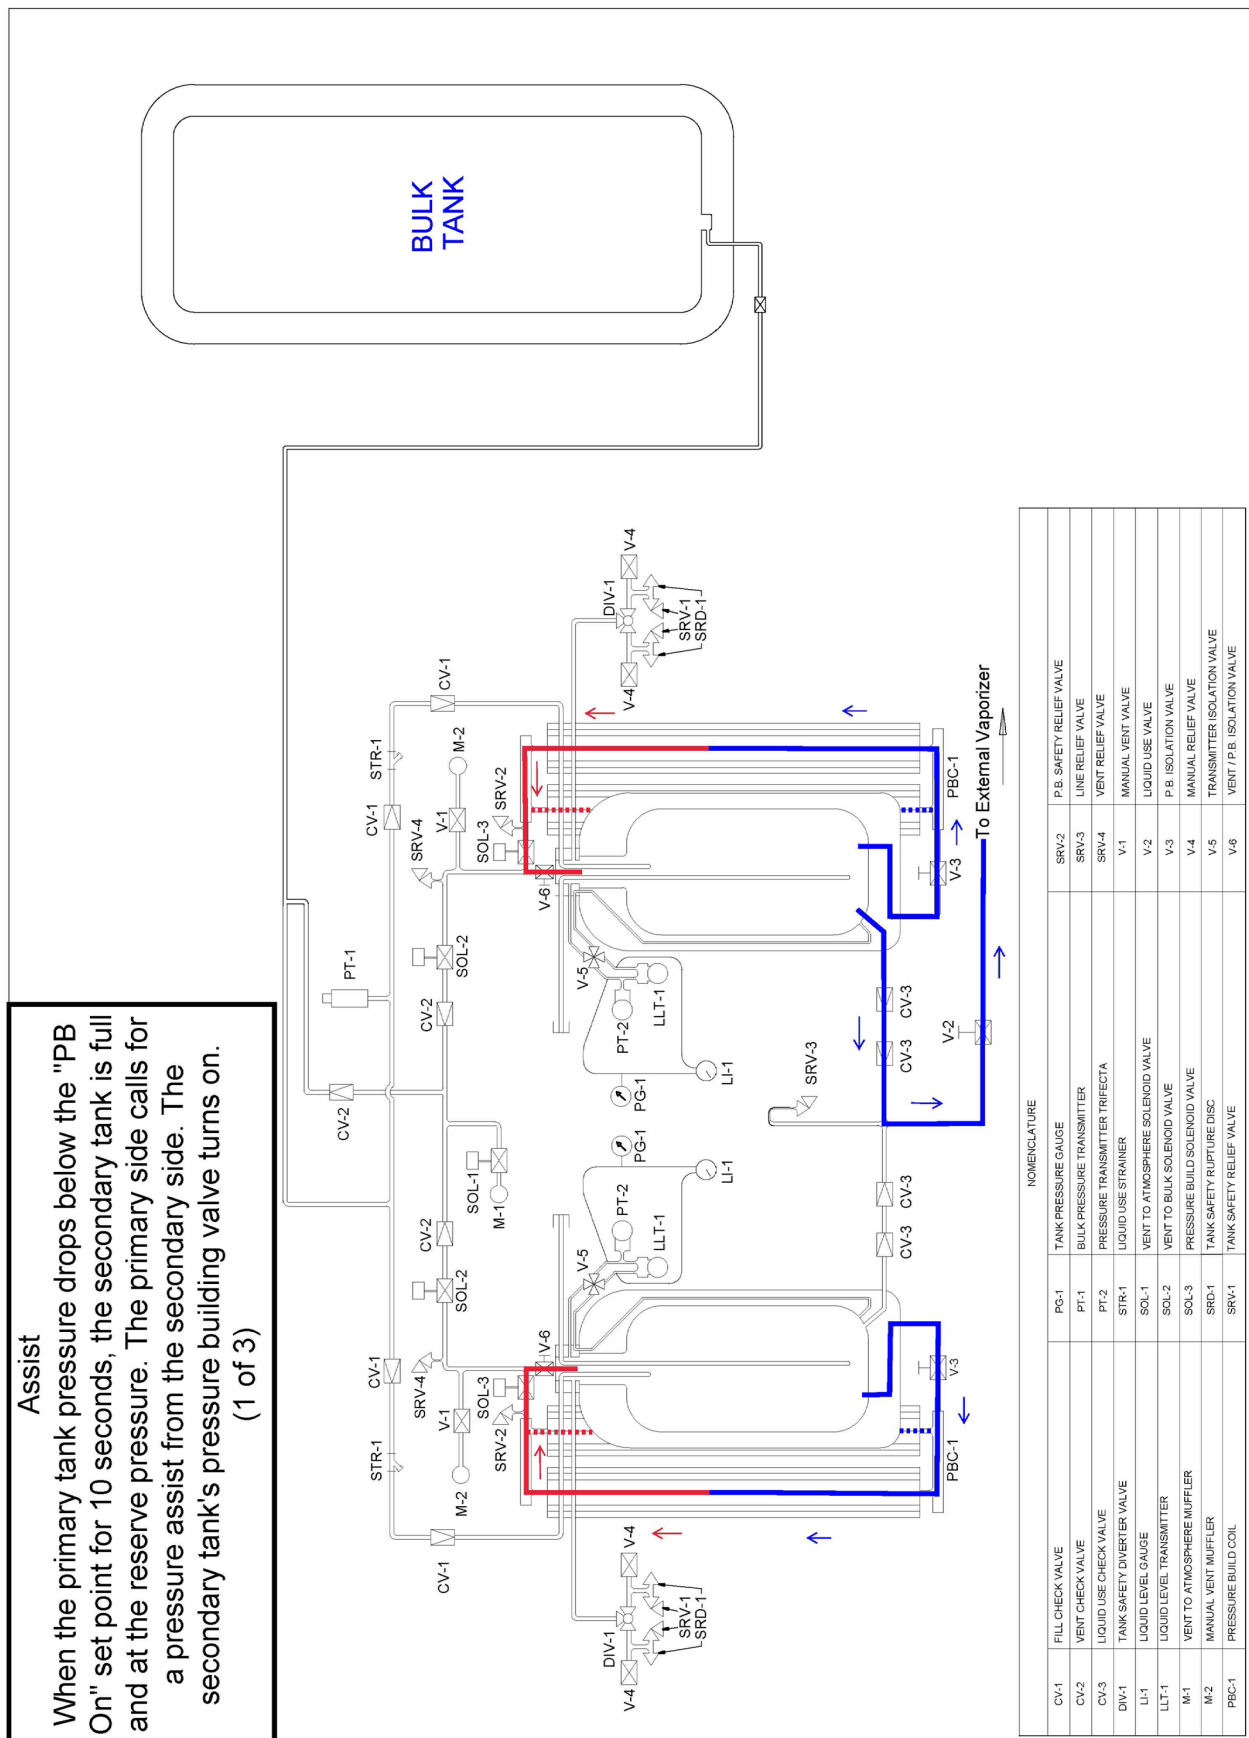 Assist
When the primary tank pressure drops below the "PB
On" set point for 10 seconds, the secondary tank is full
and at the reserve pressure. The primary side calls for
a pressure assist from the secondary side. The
secondary tank's pressure building valve turns on.
(1 of 3)
BULK
TANK
PT-1
CV-2
STR-1
CV-1
CV-1
CV-1
STR-1
CV-1
SRV-4
V-1
M-2
SOL-2
CV-2
SOL-1
M-1
CV-2
SOL-2
SRV-4
V-1
M-2
SRV-2
SOL-3
V-6
V-6
SOL-3
SRV-2
DIV-1
V-4
V-4
SRV-1
SRD-1
V-5
PT-2
LLT-1
PG-1
LI-1
PG-1
LI-1
PT-2
LLT-1
V-5
DIV-1
V-4
V-4
SRV-1
SRD-1
SRV-3
CV-3
CV-3
CV-3
CV-3
V-3
PBC-1
V-3
PBC-1
V-2
To External Vaporizer
NOMENCLATURE
CV-1 FILL CHECK VALVE PG-1 TANK PRESSURE GAUGE SRV-2 P.B. SAFETY RELIEF VALVE
CV-2 VENT CHECK VALVE PT-1 BULK PRESSURE TRANSMITTER SRV-3 LINE RELIEF VALVE
CV-3 LIQUID USE CHECK VALVE PT-2 PRESSURE TRANSMITTER TRIFECTA SRV-4 VENT RELIEF VALVE
DIV-1 TANK SAFETY DIVERTER VALVE STR-1 LIQUID USE STRAINER V-1 MANUAL VENT VALVE
LI-1 LIQUID LEVEL GAUGE SOL-1 VENT TO ATMOSPHERE SOLENOID VALVE V-2 LIQUID USE VALVE
LLT-1 LIQUID LEVEL TRANSMITTER SOL-2 VENT TO BULK SOLENOID VALVE V-3 P.B. ISOLATION VALVE
M-1 VENT TO ATMOSPHERE MUFFLER SOL-3 PRESSURE BUILD SOLENOID VALVE V-4 MANUAL RELIEF VALVE
M-2 MANUAL VENT MUFFLER SRD-1 TANK SAFETY RUPTURE DISC V-5 TRANSMITTER ISOLATION VALVE
PBC-1 PRESSURE BUILD COIL SRV-1 TANK SAFETY RELIEF VALVE V-6 VENT / P.B. ISOLATION VALVE